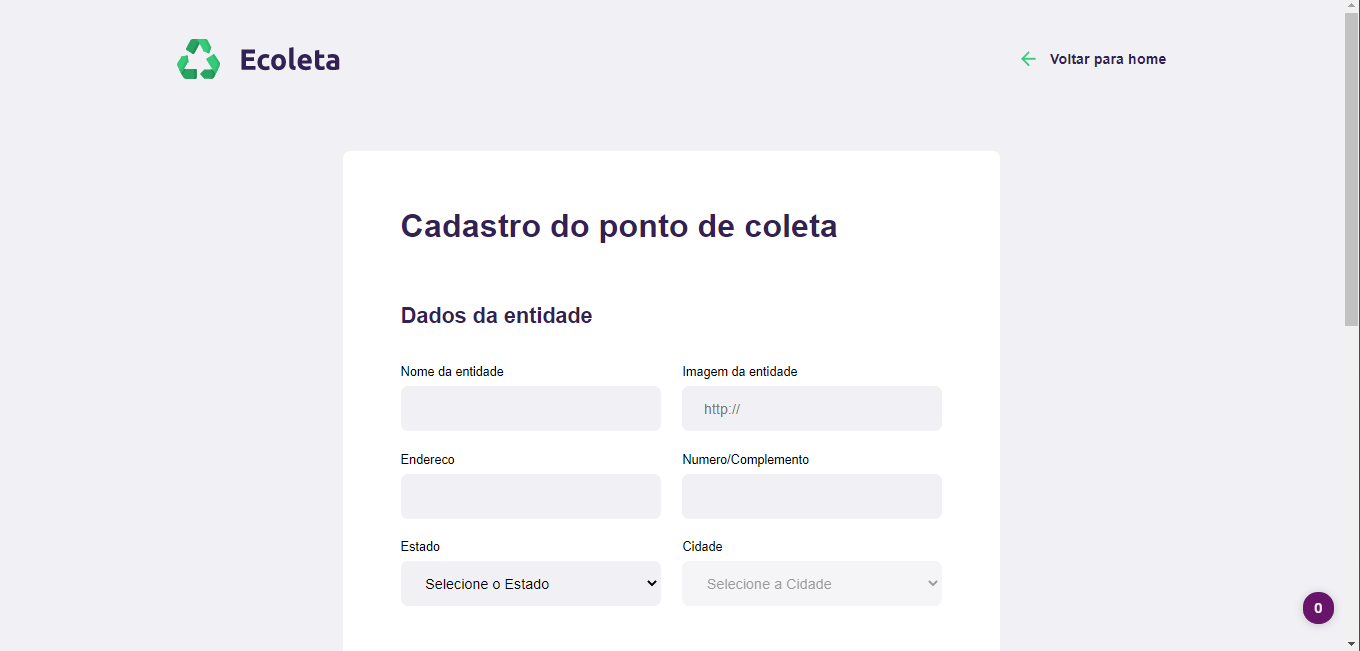 Ecoleta
Voltar para home
Cadastro do ponto de coleta
Dados da entidade
Nome da entidade
Imagem da entidade
http://
Endereco
Numero/Complemento
Estado
Cidade
Selecione o Estado
Selecione a Cidade
0